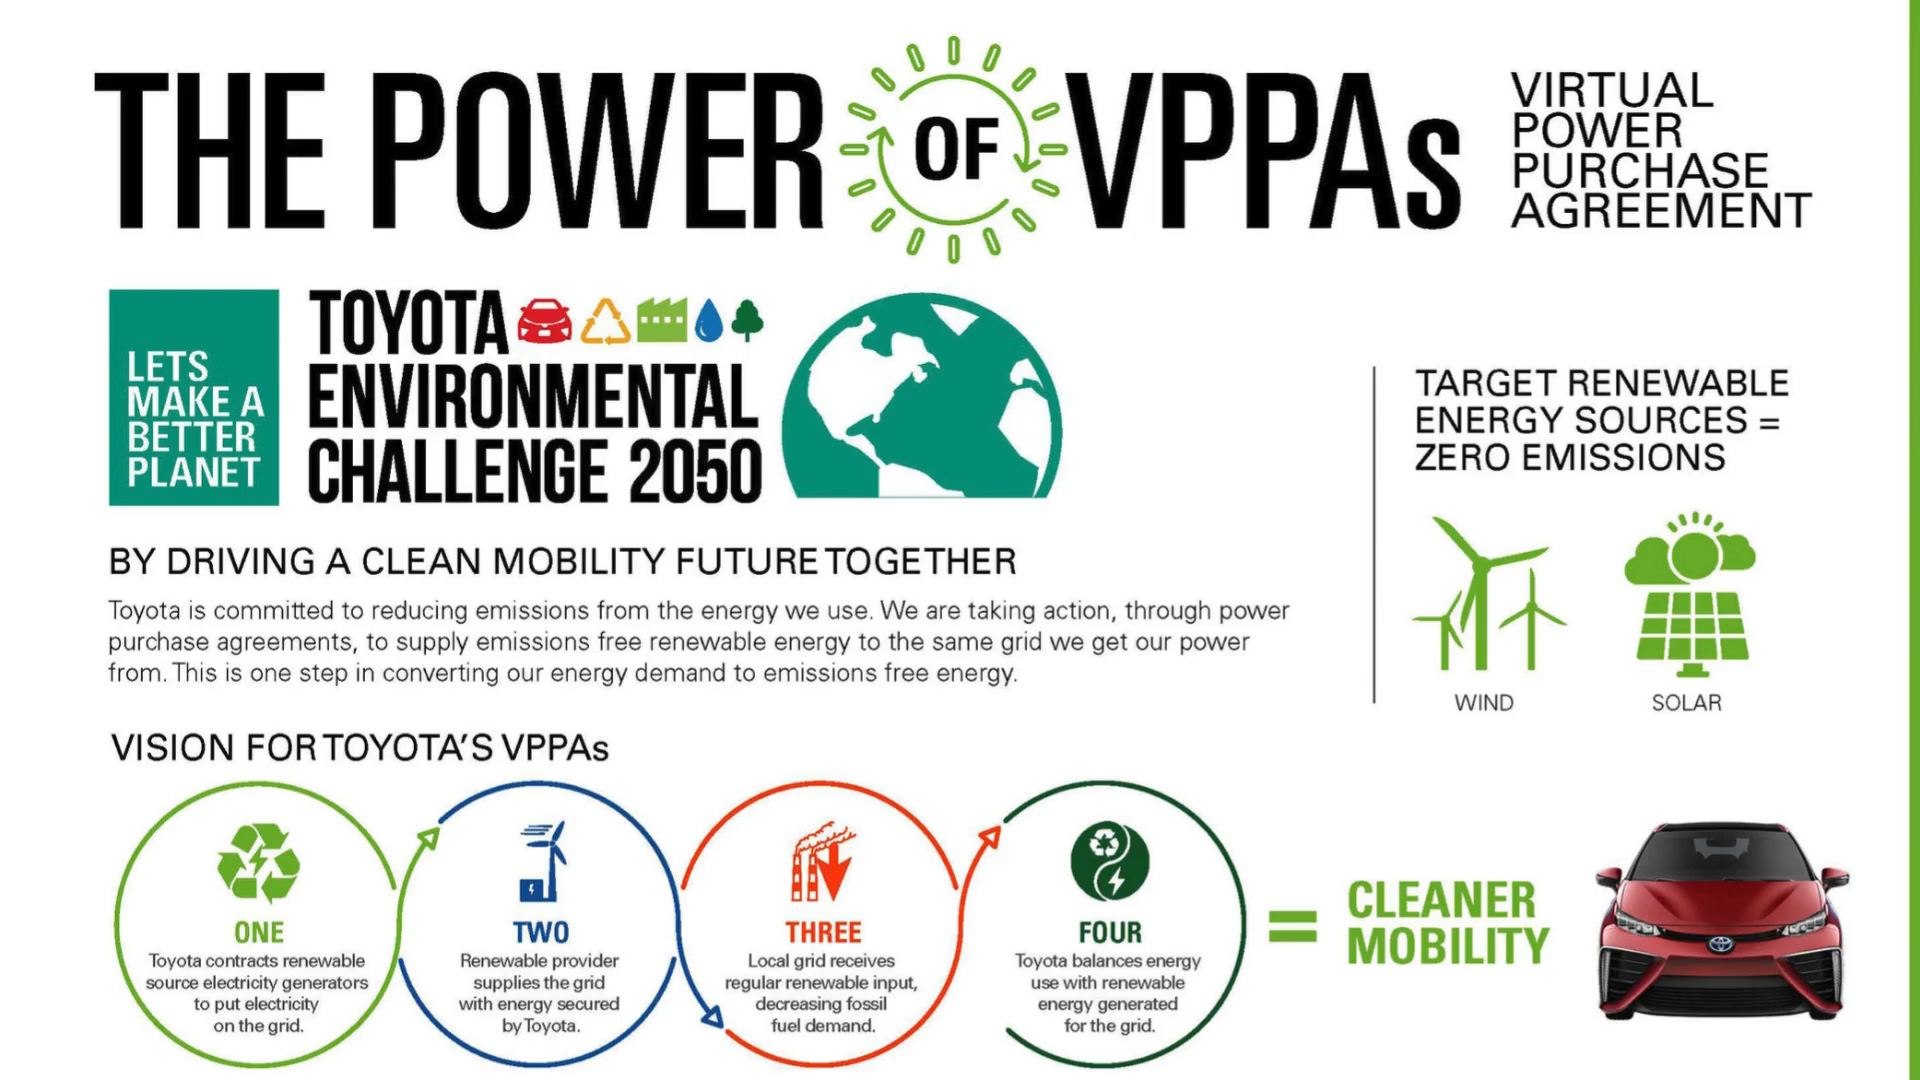 THE POWER OF VPPAs
VIRTUAL
POWER
PURCHASE
AGREEMENT
LETS
MAKE A
BETTER
PLANET
TOYOTA
ENVIRONMENTAL
CHALLENGE 2050
TARGET RENEWABLE
ENERGY SOURCES =
ZERO EMISSIONS
WIND
SOLAR
BY DRIVING A CLEAN MOBILITY FUTURE TOGETHER
Toyota is committed to reducing emissions from the energy we use. We are taking action, through power
purchase agreements, to supply emissions free renewable energy to the same grid we get our power
from. This is one step in converting our energy demand to emissions free energy.
VISION FOR TOYOTA'S VPPAs
ONE
Toyota contracts renewable
source electricity generators
to put electricity
on the grid.
TWO
Renewable provider
supplies the grid
with energy secured
by Toyota.
THREE
Local grid receives
regular renewable input,
decreasing fossil
fuel demand.
FOUR
Toyota balances energy
use with renewable
energy generated
for the grid.
=
CLEANER
MOBILITY